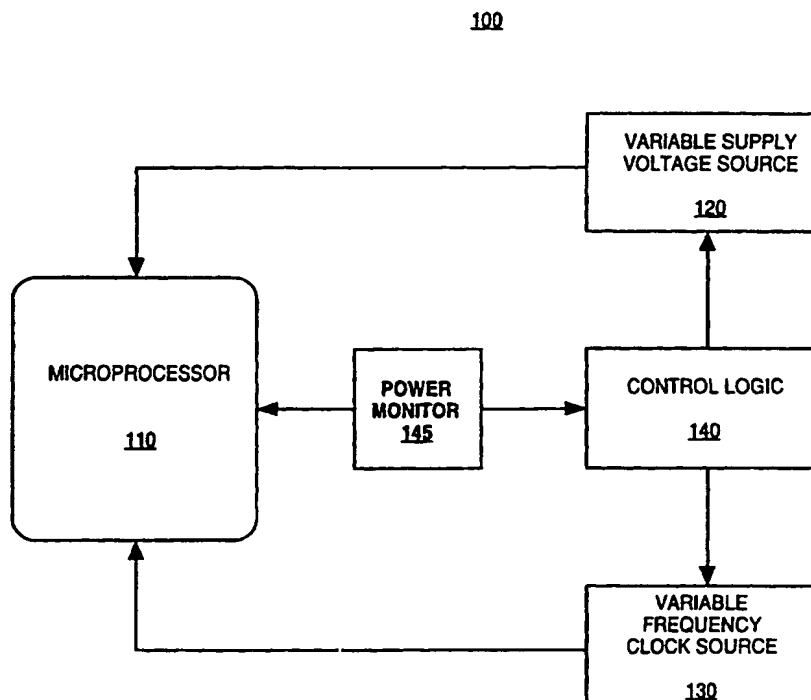 100
VARIABLE SUPPLY
VOLTAGE SOURCE
120
MICROPROCESSOR
110
POWER
MONITOR
145
CONTROL LOGIC
140
VARIABLE
FREQUENCY
CLOCK SOURCE
130